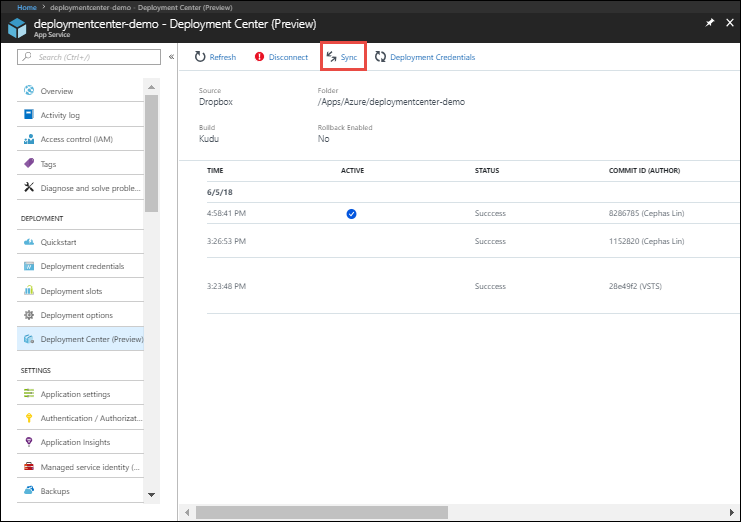 Home > deploymentcenter-demo - Deployment Center (Preview)
deploymentcenter-demo - Deployment Center (Preview)
App Service
Search (Ctrl+/)
Overview
Activity log
Access control (IAM)
Tags
Diagnose and solve proble...
DEPLOYMENT
Quickstart
Deployment credentials
Deployment slots
Deployment options
Deployment Center (Preview)
SETTINGS
Application settings
Authentication / Authorizat...
Application Insights
Managed service identity (...
Backups
Refresh
Disconnect
Sync
Deployment Credentials
Source
Folder
Dropbox
/Apps/Azure/deploymentcenter-demo
Build
Rollback Enabled
Kudu
No
TIME ACTIVE STATUS COMMIT ID (AUTHOR)
6/5/18
4:58:41 PM Succcess 8286785 (Cephas Lin)
3:26:53 PM Succcess 1152820 (Cephas Lin)
3:23:48 PM Succcess 28e49f2 (VSTS)